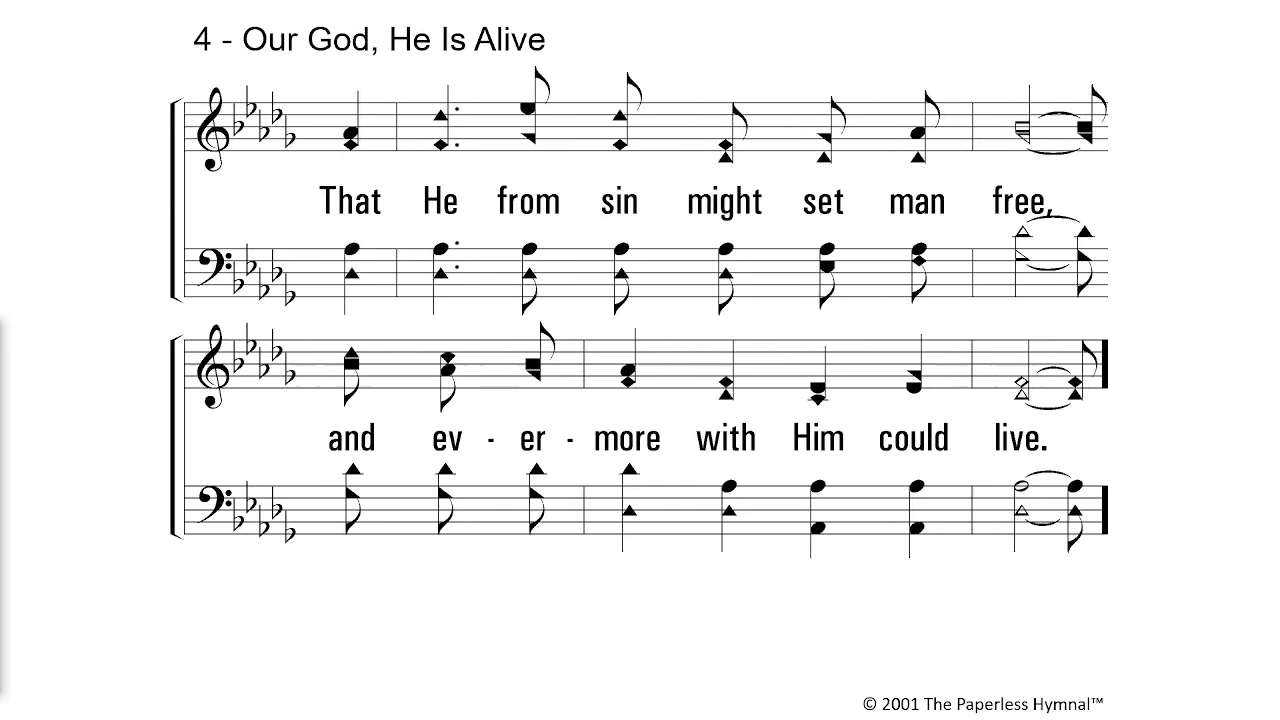 4 - Our God, He Is Alive
That He from sin might set man free,
and ev - er - more with Him could live.
© 2001 The Paperless Hymnal™